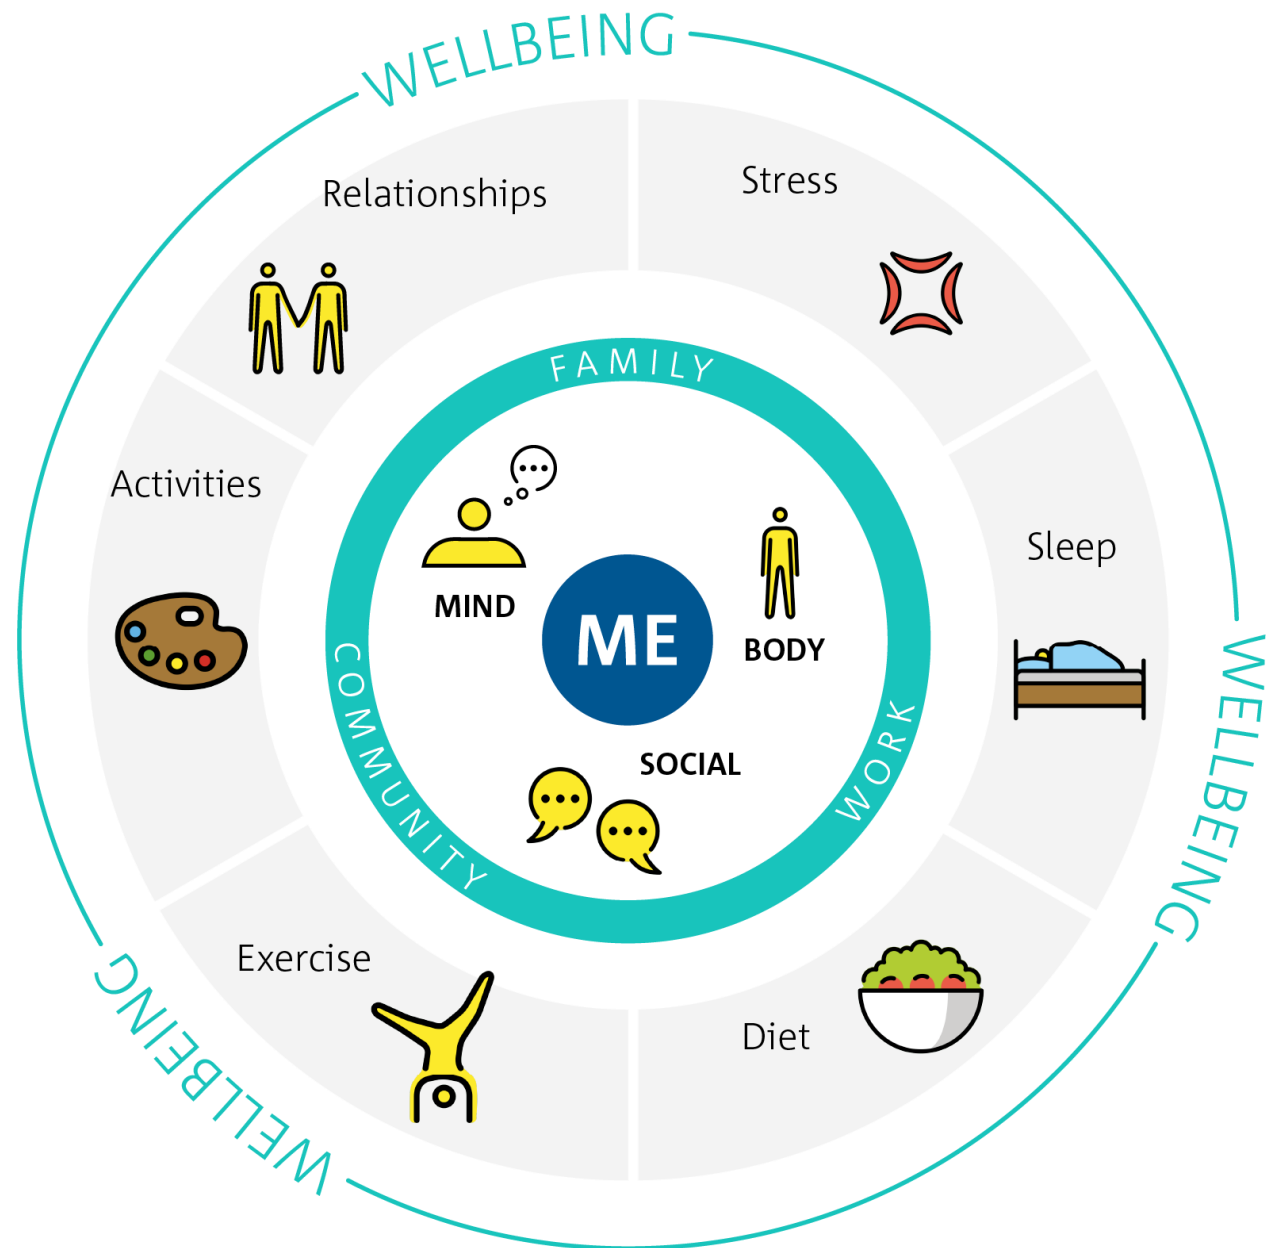 WELLBEING
Relationships
Stress
FAMILY
Activities
MIND
ME
BODY
Sleep
COMMUNITY
SOCIAL
WORK
WELLBEING
Exercise
Diet
WELLBEING